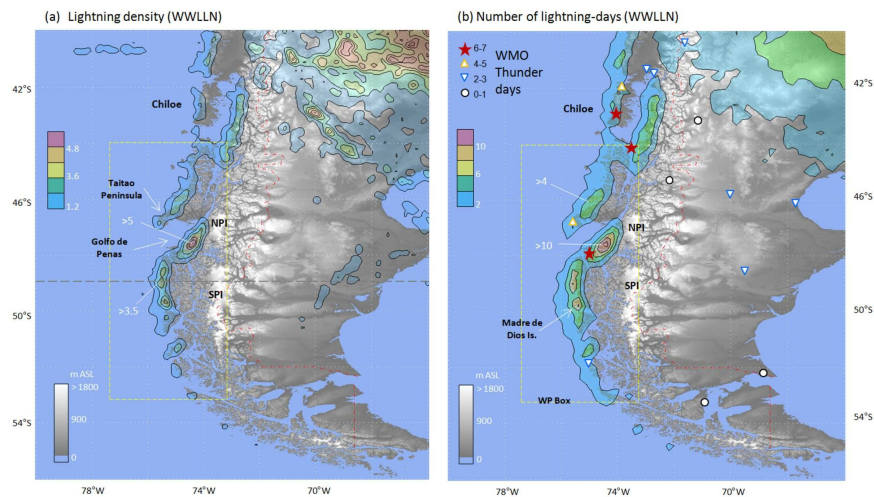 (a) Lightning density (WWLLN)
42°S
46°S
50°S
54°S
78°W
74°W
70°W
Chiloe
4.8
3.6
1.2
Taitao
Peninsula
>5
NPI
Golfo de
Penas
SPI
>3.5
m ASL
>1800
900
0
(b) Number of lightning-days (WWLLN)
6-7
4-5
2-3
0-1
WMO
Thunder
days
Chiloe
10
6
2
>4
NPI
>10
SPI
Madre de
Dios Is.
WP Box
m ASL
>1800
900
0
42°S
46°S
50°S
54°S
78°W
74°W
70°W